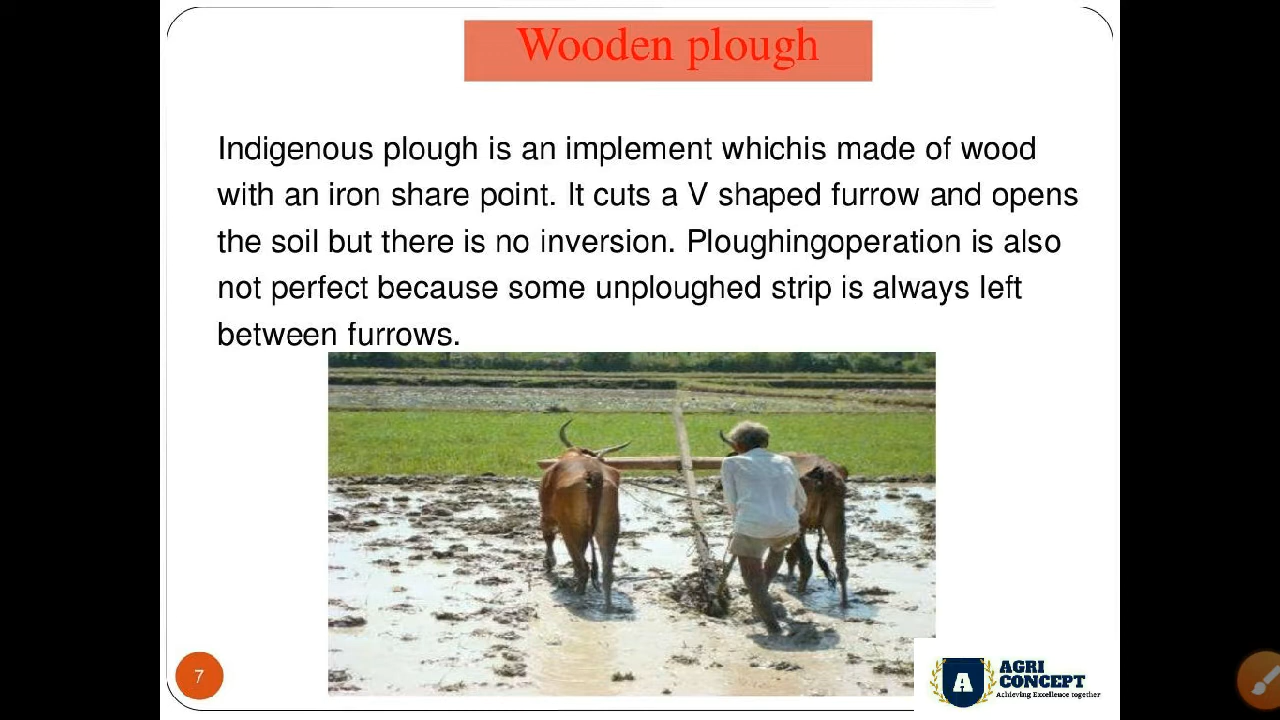 Wooden plough
Indigenous plough is an implement whichis made of wood
with an iron share point. It cuts a V shaped furrow and opens
the soil but there is no inversion. Ploughingoperation is also
not perfect because some unploughed strip is always left
between furrows.
7
A
AGRI
CONCEPT
Achieving Excellence together